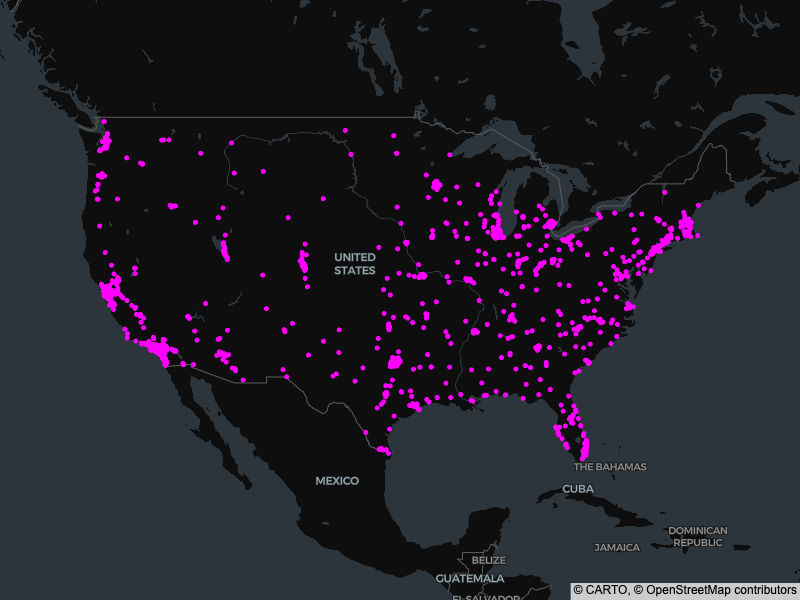 UNITED
STATES
MEXICO
THE BAHAMAS
CUBA
DOMINICAN
REPUBLIC
JAMAICA
BELIZE
GUATEMALA
EL SALVADOR
© CARTO, © OpenStreetMap contributors